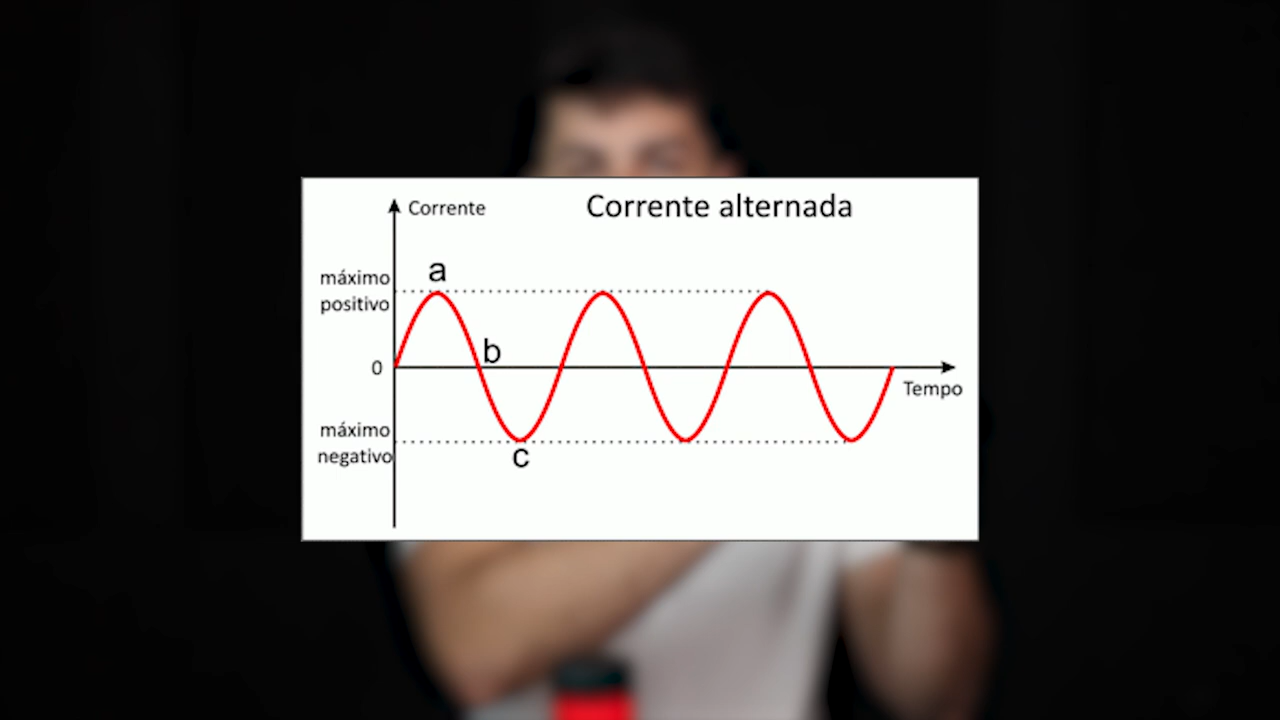 Corrente alternada
Corrente
máximo
positivo
a
b
0
Tempo
máximo
negativo
c